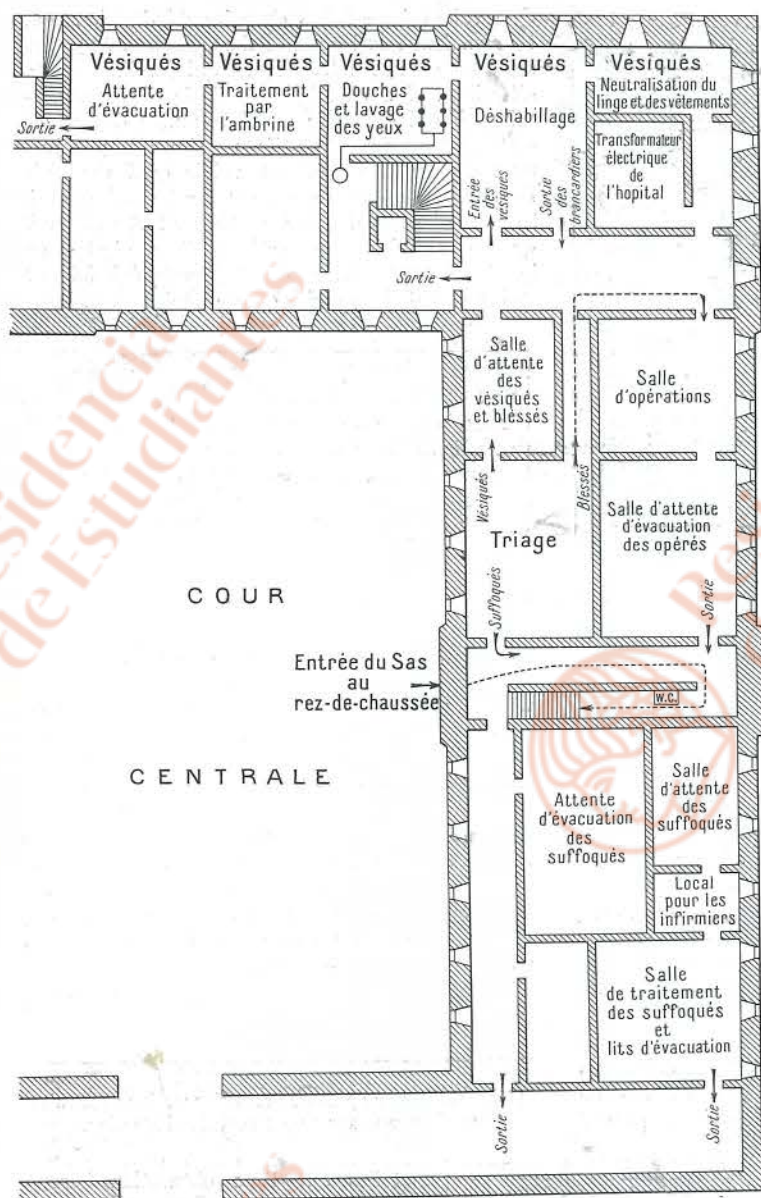 Vésiqués
Attente
d'évacuation
Sortie
Vésiqués
Traitement
par
l'ambrine
Vésiqués
Douches
et lavage
des yeux
Vésiqués
Déshabillage
Entrée
des
vésiqués
Sortie
des
brancardiers
Vésiqués
Neutralisation du
linge et des vêtements
Transformateur
électrique
de
l'hopital
Sortie
Salle
d'attente
des
vésiqués
et blessés
Salle
d'opérations
Vésiqués
Blessés
Triage
Salle d'attente
d'évacuation
des opérés
Suffoqués
Sortie
COUR
CENTRALE
Entrée du Sas
au
rez-de-chaussée
W.C.
Attente
d'évacuation
des
suffoqués
Salle
d'attente
des
suffoqués
Local
pour les
infirmiers
Salle
de traitement
des suffoqués
et
lits d'évacuation
Sortie
Sortie
Residencia
de Estudiantes